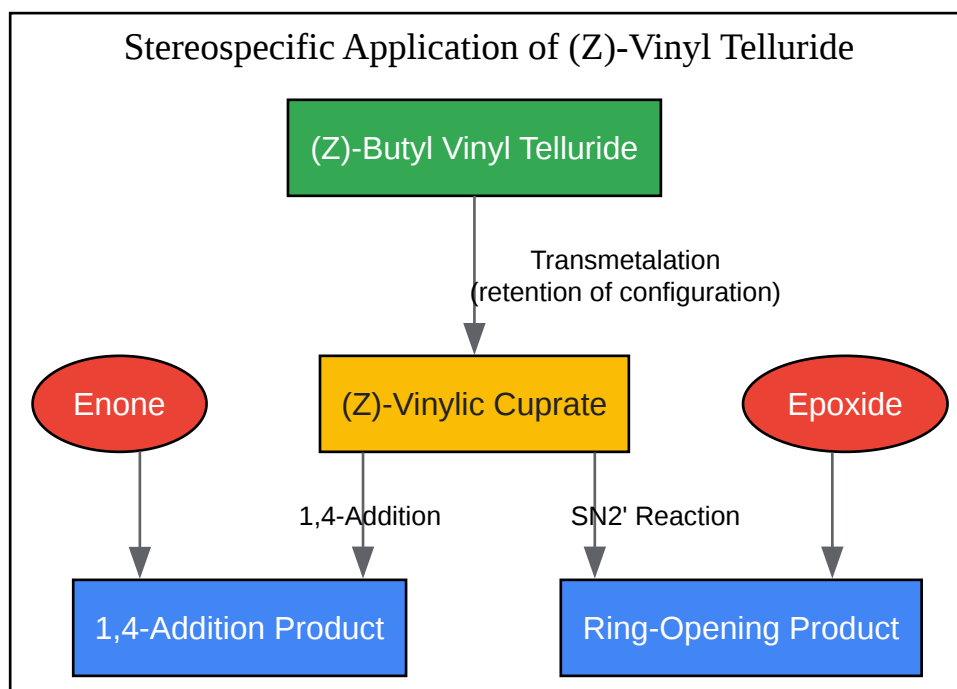 Stereospecific Application of (Z)-Vinyl Telluride
(Z)-Butyl Vinyl Telluride
Transmetalation
(retention of configuration)
Enone
(Z)-Vinylic Cuprate
Epoxide
1,4-Addition
SN2' Reaction
1,4-Addition Product
Ring-Opening Product